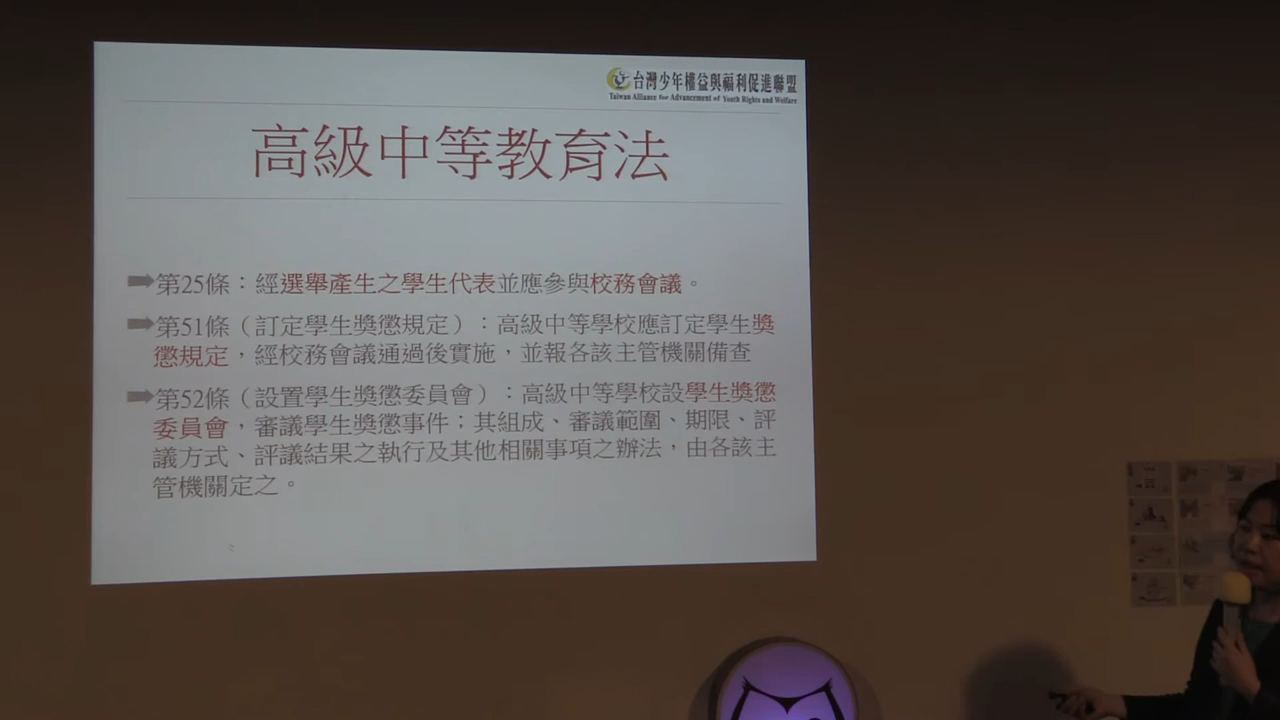 台灣少年權益與福利促進聯盟
Taiwan Alliance for Advancement of Youth Rights and Welfare
高級中等教育法
➡第25條：經選舉產生之學生代表並應參與校務會議。
➡第51條（訂定學生獎懲規定）：高級中等學校應訂定學生獎
懲規定，經校務會議通過後實施，並報各該主管機關備查
➡第52條（設置學生獎懲委員會）：高級中等學校設學生獎懲
委員會，審議學生獎懲事件；其組成、審議範圍、期限、評
議方式、評議結果之執行及其他相關事項之辦法，由各該主
管機關定之。